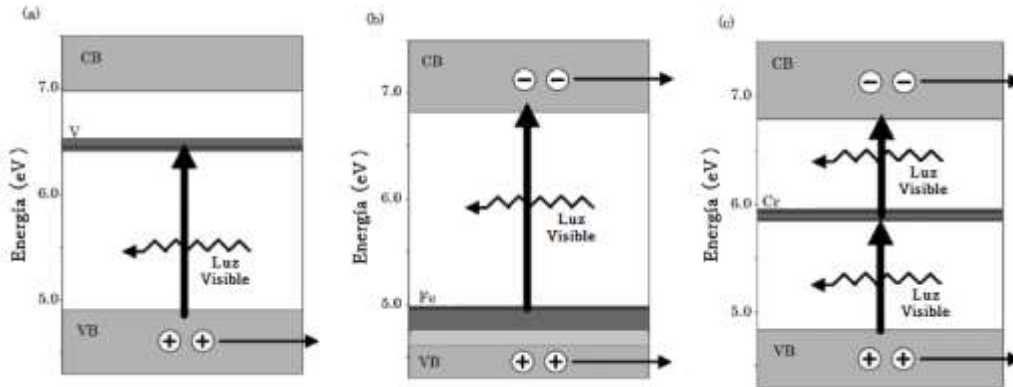 (a)
CB
7.0
V
6.0
Energía (eV)
Luz
Visible
5.0
VB
(b)
CB
7.0
6.0
Energía (eV)
Luz
Visible
5.0
Fe
VB
(c)
CB
7.0
Luz
Visible
Cr
6.0
Energía (eV)
Luz
Visible
5.0
VB